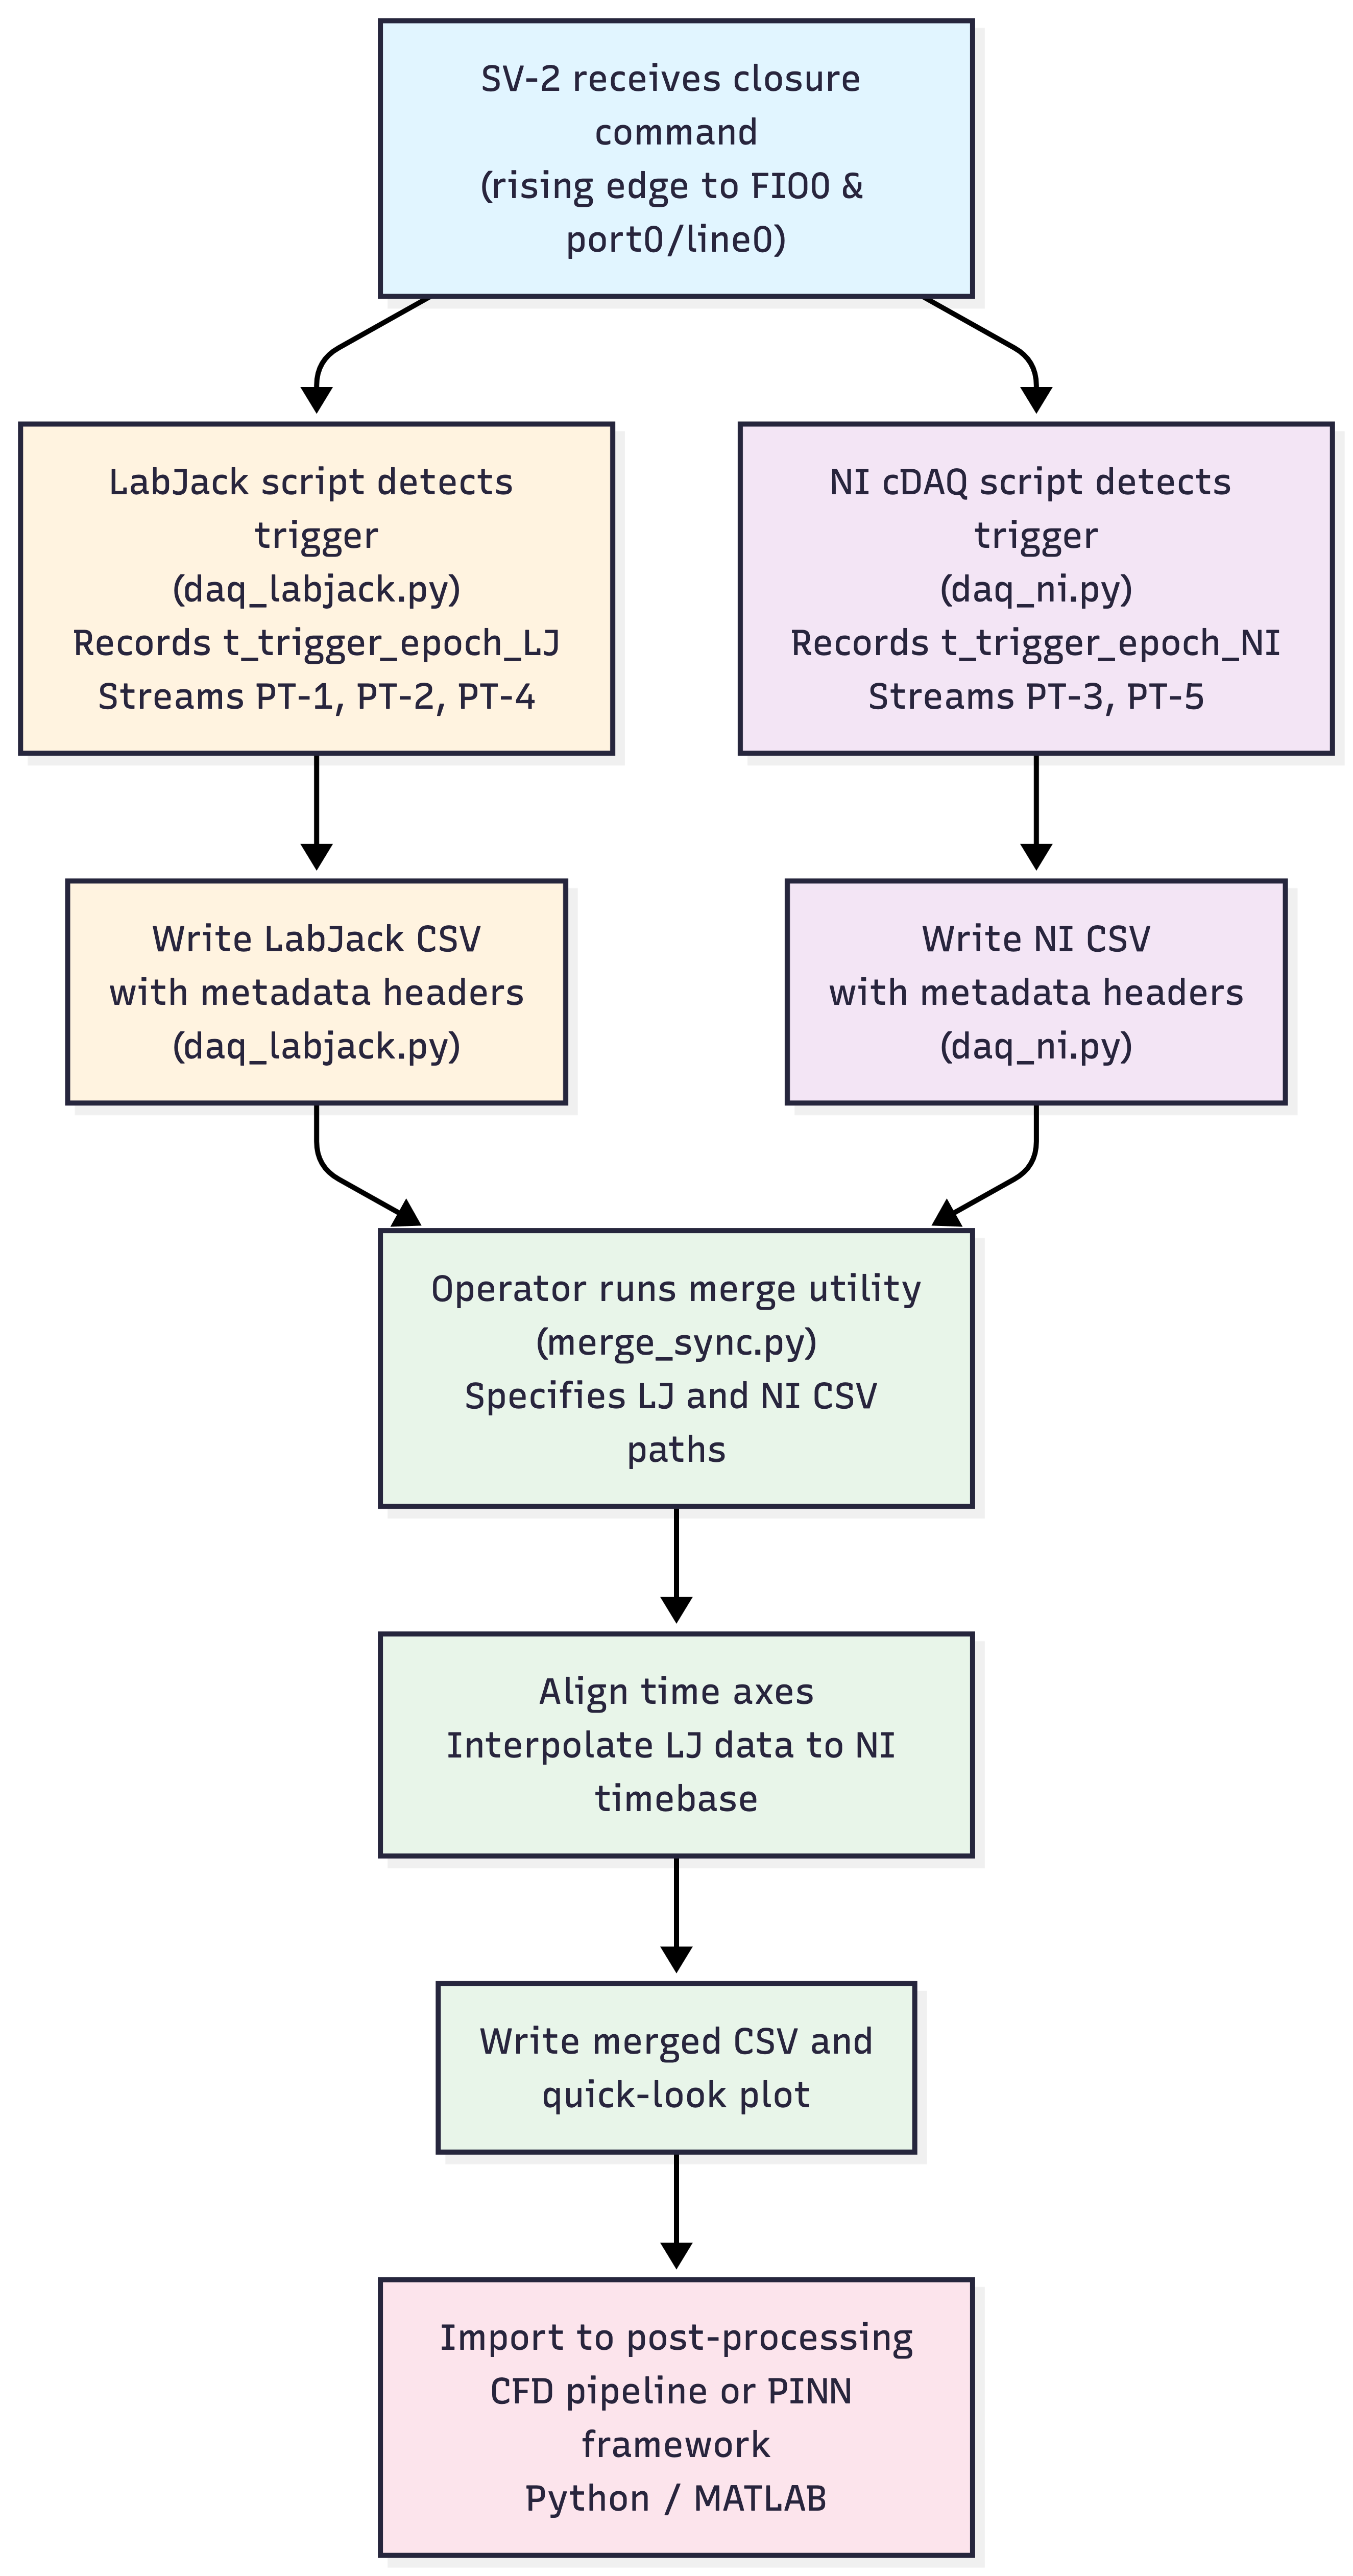 SV-2 receives closure
command
(rising edge to FIO0 &
port0/line0)
LabJack script detects
trigger
(daq_labjack.py)
Records t_trigger_epoch_LJ
Streams PT-1, PT-2, PT-4
NI cDAQ script detects
trigger
(daq_ni.py)
Records t_trigger_epoch_NI
Streams PT-3, PT-5
Write LabJack CSV
with metadata headers
(daq_labjack.py)
Write NI CSV
with metadata headers
(daq_ni.py)
Operator runs merge utility
(merge_sync.py)
Specifies LJ and NI CSV
paths
Align time axes
Interpolate LJ data to NI
timebase
Write merged CSV and
quick-look plot
Import to post-processing
CFD pipeline or PINN
framework
Python / MATLAB